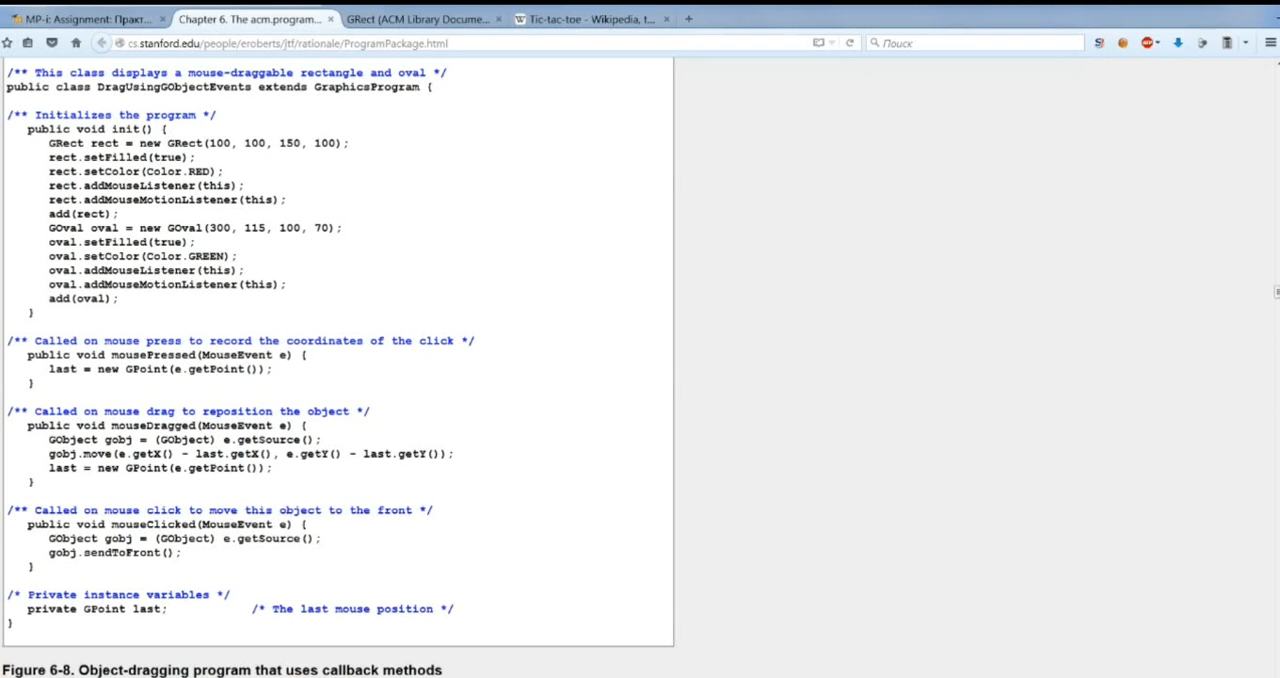 MP-i: Assignment: Практ...
Chapter 6. The acm.program...
GRect (ACM Library Docume...
W Tic-tac-toe - Wikipedia, t...
cs.stanford.edu/people/eroberts/jtf/rationale/ProgramPackage.html
Поиск
/** This class displays a mouse-draggable rectangle and oval */
public class DragUsingGObjectEvents extends GraphicsProgram {
/** Initializes the program */
public void init() {
GRect rect = new GRect(100, 100, 150, 100);
rect.setFilled(true);
rect.setColor(Color.RED);
rect.addMouseListener(this);
rect.addMouseMotionListener(this);
add(rect);
GOval oval = new GOval(300, 115, 100, 70);
oval.setFilled(true);
oval.setColor(Color.GREEN);
oval.addMouseListener(this);
oval.addMouseMotionListener(this);
add(oval);
}
/** Called on mouse press to record the coordinates of the click */
public void mousePressed(MouseEvent e) {
last = new GPoint(e.getPoint());
}
/** Called on mouse drag to reposition the object */
public void mouseDragged(MouseEvent e) {
GObject gobj = (GObject) e.getSource();
gobj.move(e.getX() - last.getX(), e.getY() - last.getY());
last = new GPoint(e.getPoint());
}
/** Called on mouse click to move this object to the front */
public void mouseClicked(MouseEvent e) {
GObject gobj = (GObject) e.getSource();
gobj.sendToFront();
}
/* Private instance variables */
private GPoint last; /* The last mouse position */
}
Figure 6-8. Object-dragging program that uses callback methods